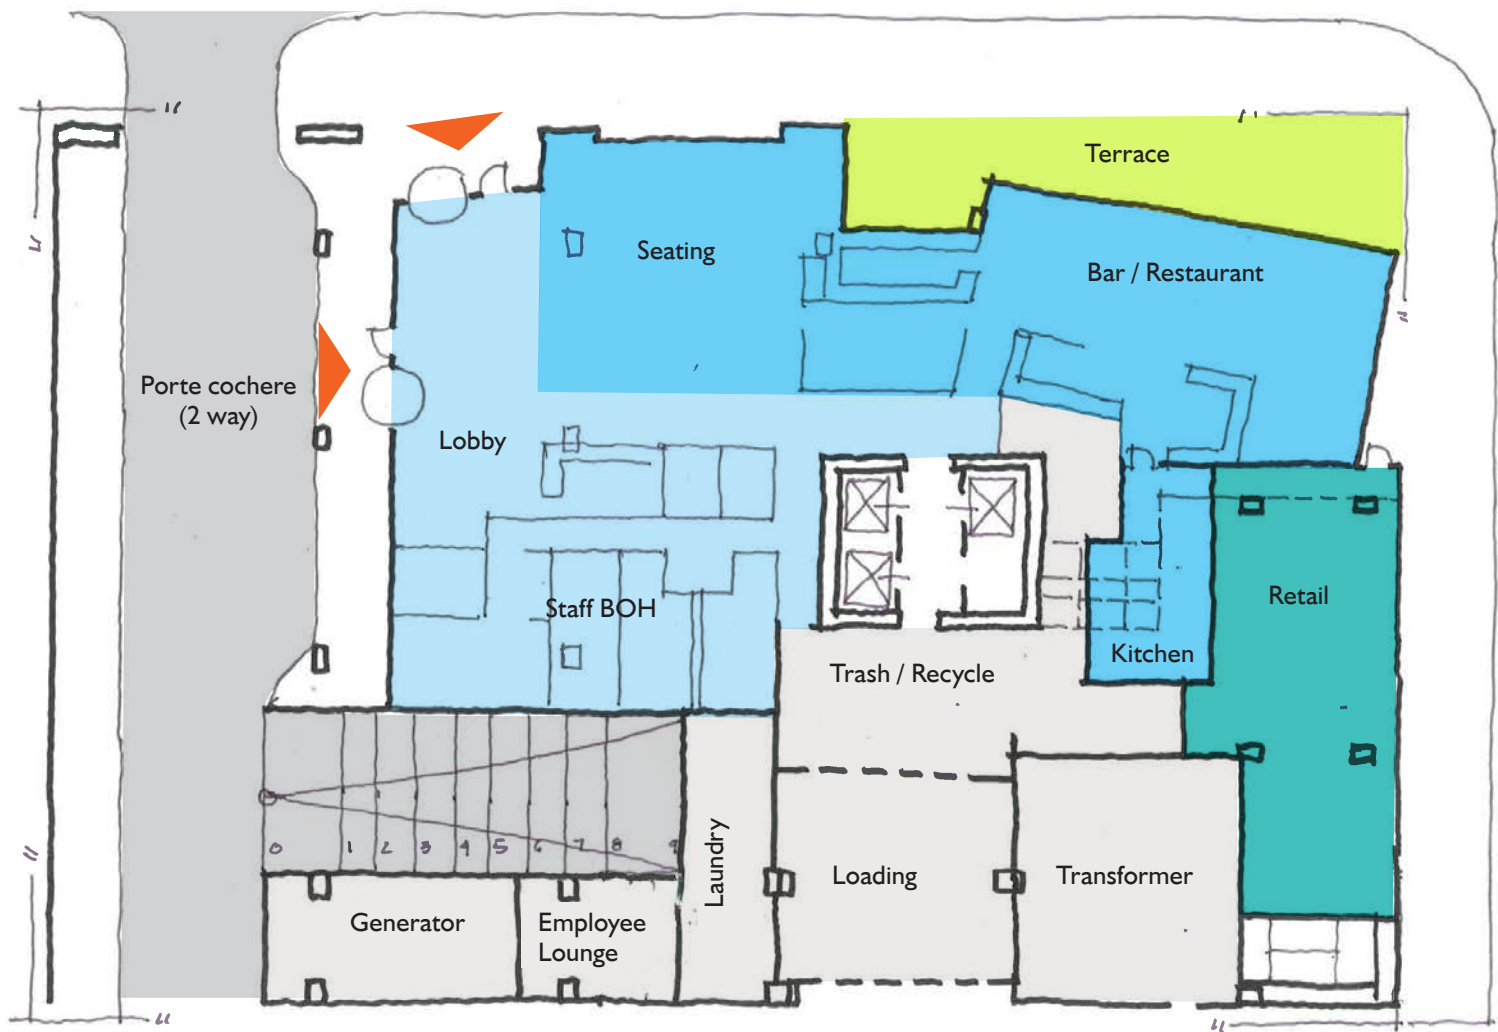 Terrace
Seating
Bar / Restaurant
Porte cochere
(2 way)
Lobby
Staff BOH
Retail
Kitchen
Trash / Recycle
0 1 2 3 4 5 6 7 8 9
Laundry
Loading
Transformer
Generator
Employee
Lounge